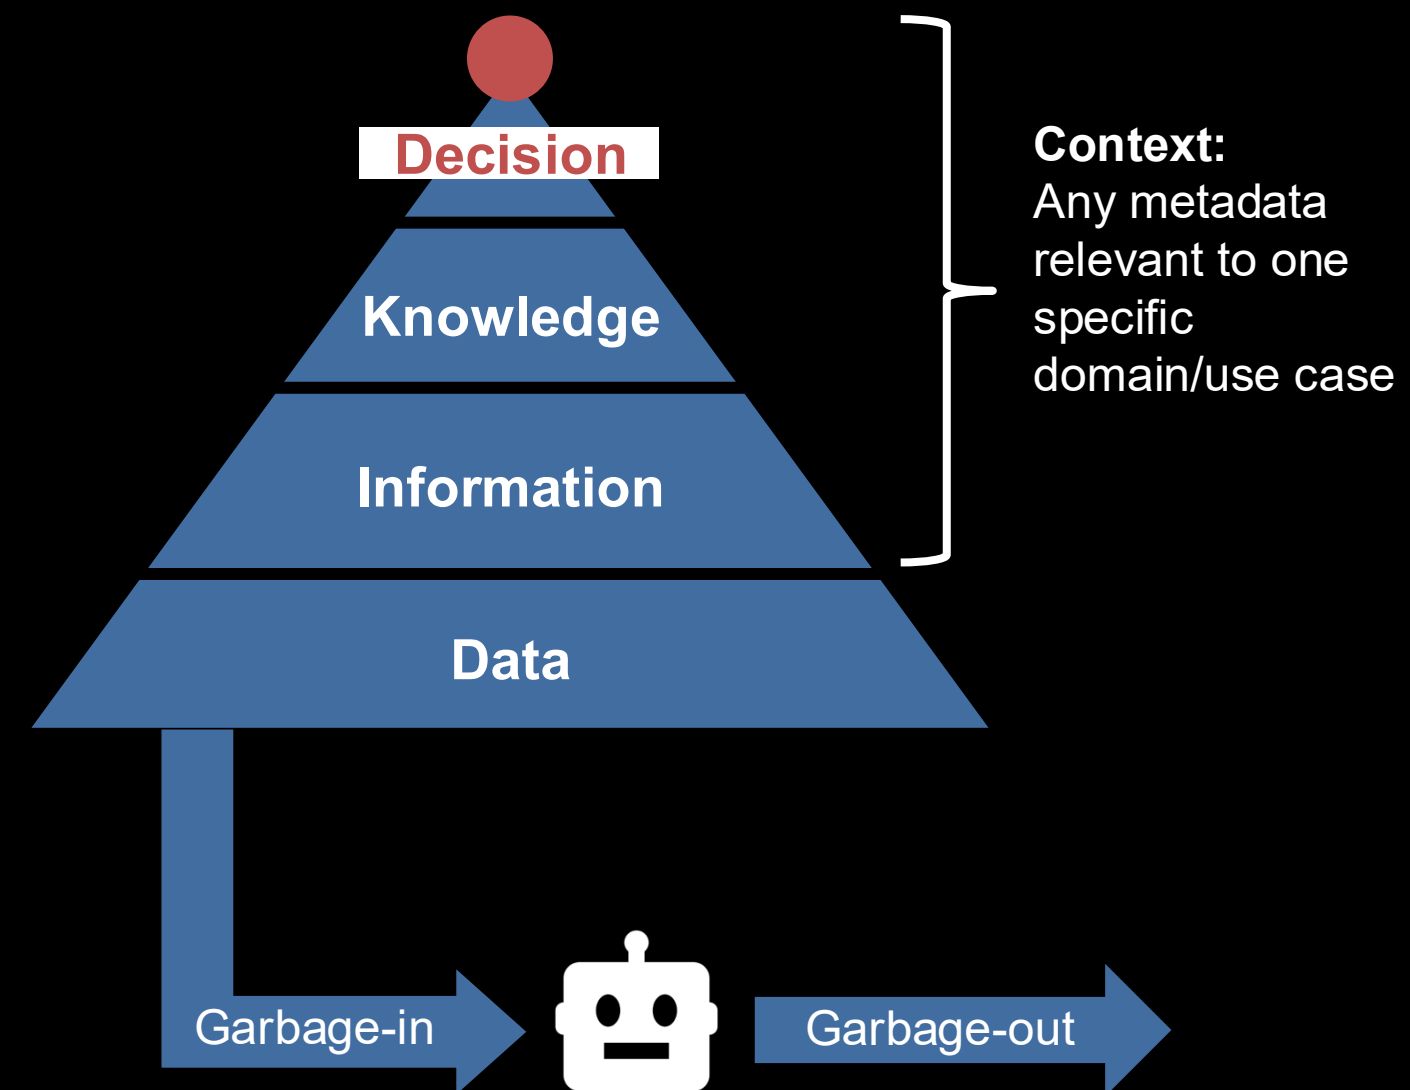 Decision
Knowledge
Information
Data
Context:
Any metadata
relevant to one
specific
domain/use case
Garbage-in
Garbage-out